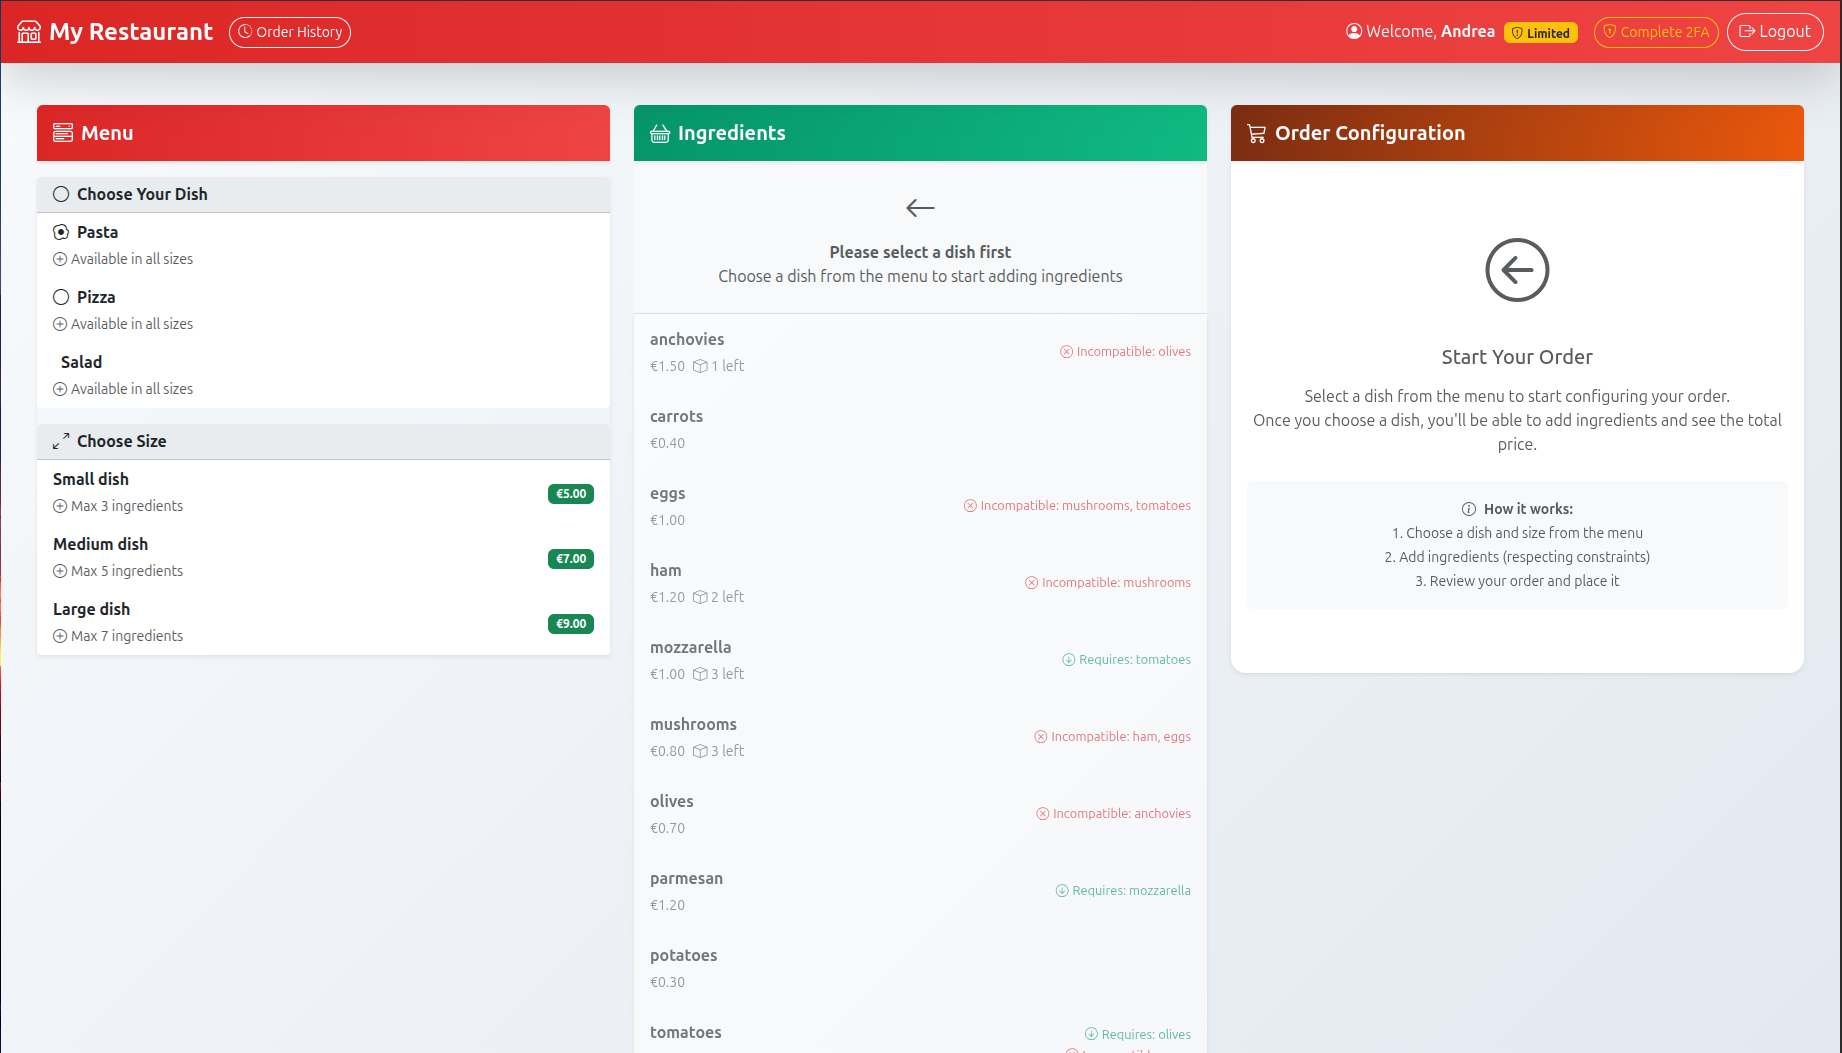 My Restaurant
Order History
Welcome, Andrea
Limited
Complete 2FA
Logout
Menu
Choose Your Dish
Pasta
Available in all sizes
Pizza
Available in all sizes
Salad
Available in all sizes
Choose Size
Small dish
Max 3 ingredients
€5.00
Medium dish
Max 5 ingredients
€7.00
Large dish
Max 7 ingredients
€9.00
Ingredients
Please select a dish first
Choose a dish from the menu to start adding ingredients
anchovies
€1.50 1 left
Incompatible: olives
carrots
€0.40
eggs
€1.00
Incompatible: mushrooms, tomatoes
ham
€1.20 2 left
Incompatible: mushrooms
mozzarella
€1.00 3 left
Requires: tomatoes
mushrooms
€0.80 3 left
Incompatible: ham, eggs
olives
€0.70
Incompatible: anchovies
parmesan
€1.20
Requires: mozzarella
potatoes
€0.30
tomatoes
Requires: olives
Order Configuration
Start Your Order
Select a dish from the menu to start configuring your order.
Once you choose a dish, you'll be able to add ingredients and see the total
price.
How it works:
1. Choose a dish and size from the menu
2. Add ingredients (respecting constraints)
3. Review your order and place it